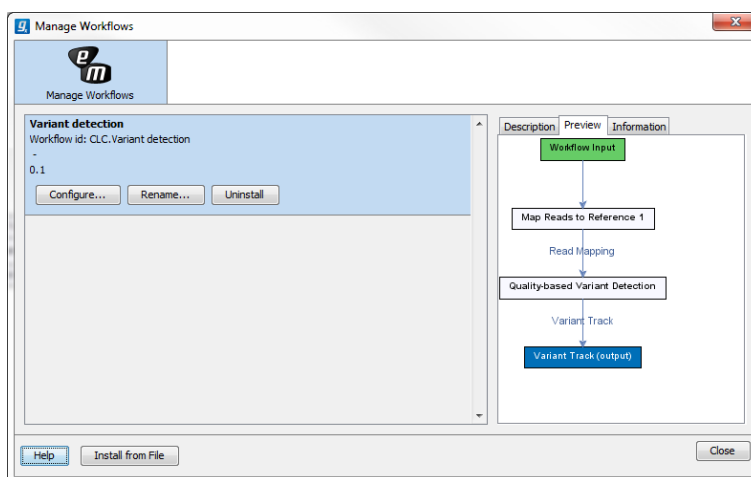 Manage Workflows
Manage Workflows
Variant detection
Workflow id: CLC.Variant detection
-
0.1
Configure... Rename... Uninstall
Description Preview Information
Workflow Input
Map Reads to Reference 1
Read Mapping
Quality-based Variant Detection
Variant Track
Variant Track (output)
Help Install from File Close